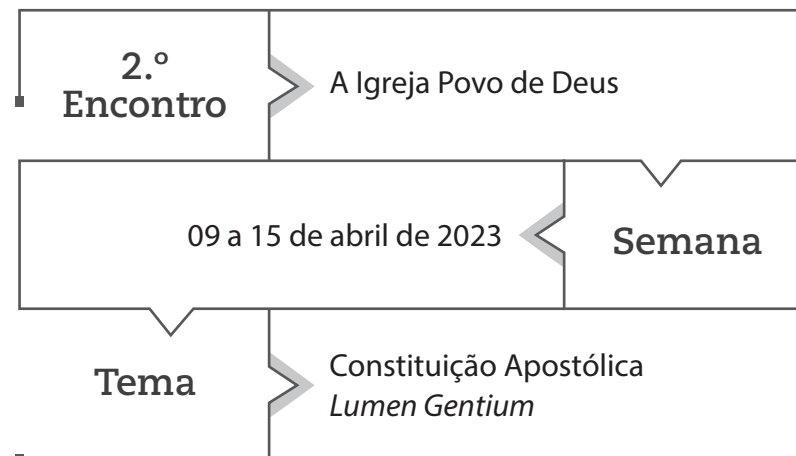 2.º
Encontro
A Igreja Povo de Deus
09 a 15 de abril de 2023
Semana
Tema
Constituição Apostólica
Lumen Gentium